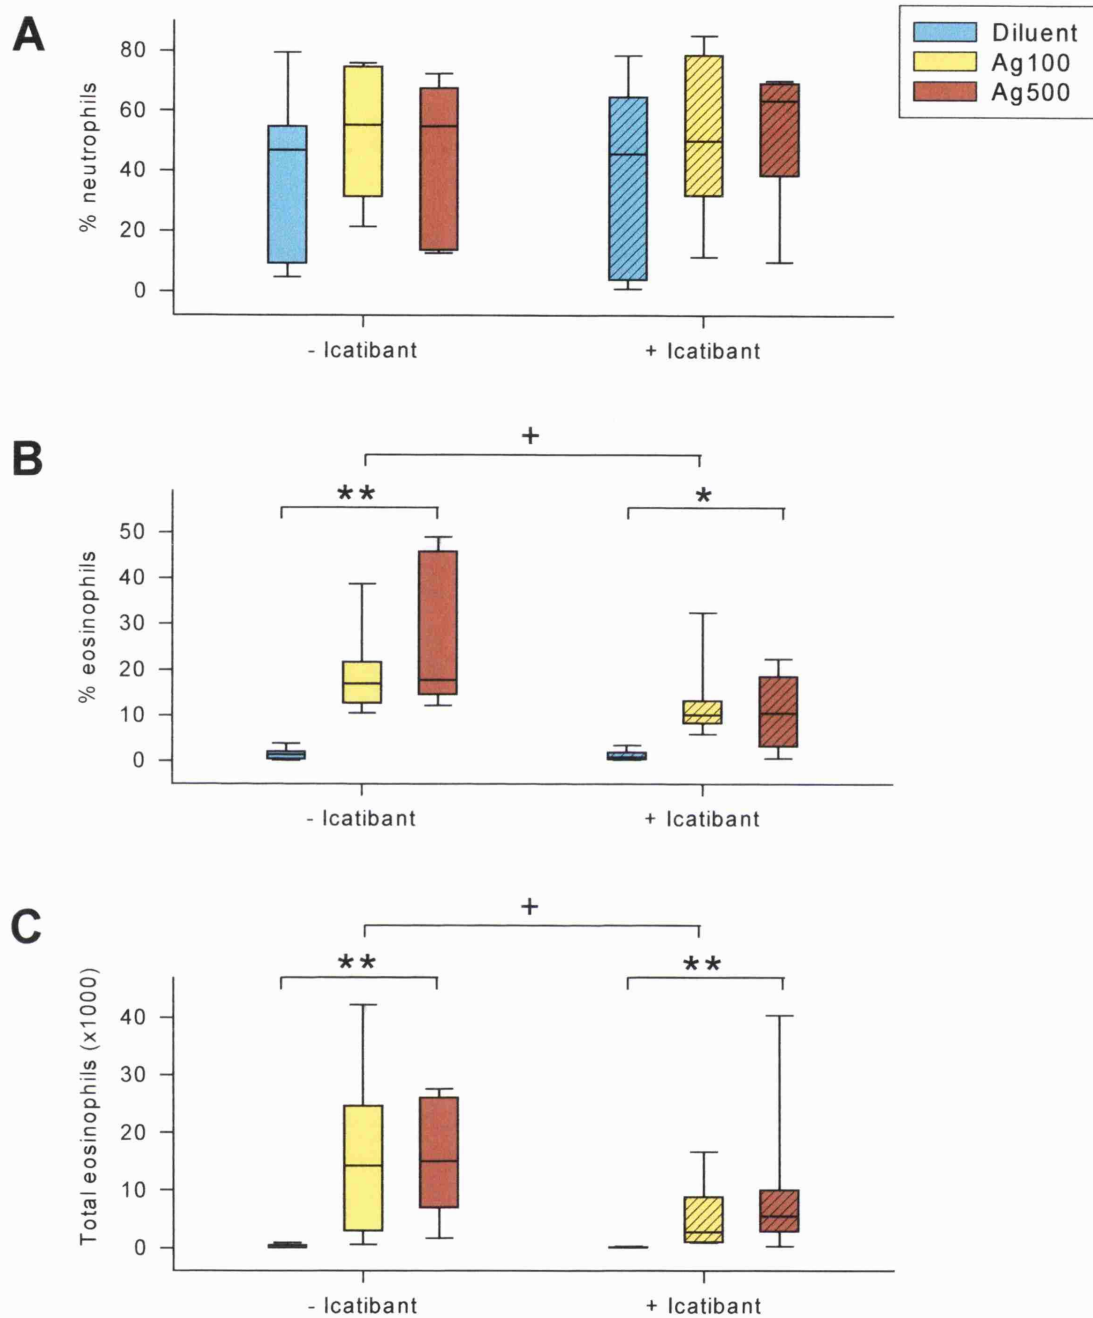 A
Diluent
Ag100
Ag500
% neutrophils
80
60
40
20
0
- Icatibant
+ Icatibant
B
+
**
*
% eosinophils
50
40
30
20
10
0
- Icatibant
+ Icatibant
C
+
**
**
Total eosinophils (x1000)
40
30
20
10
0
- Icatibant
+ Icatibant